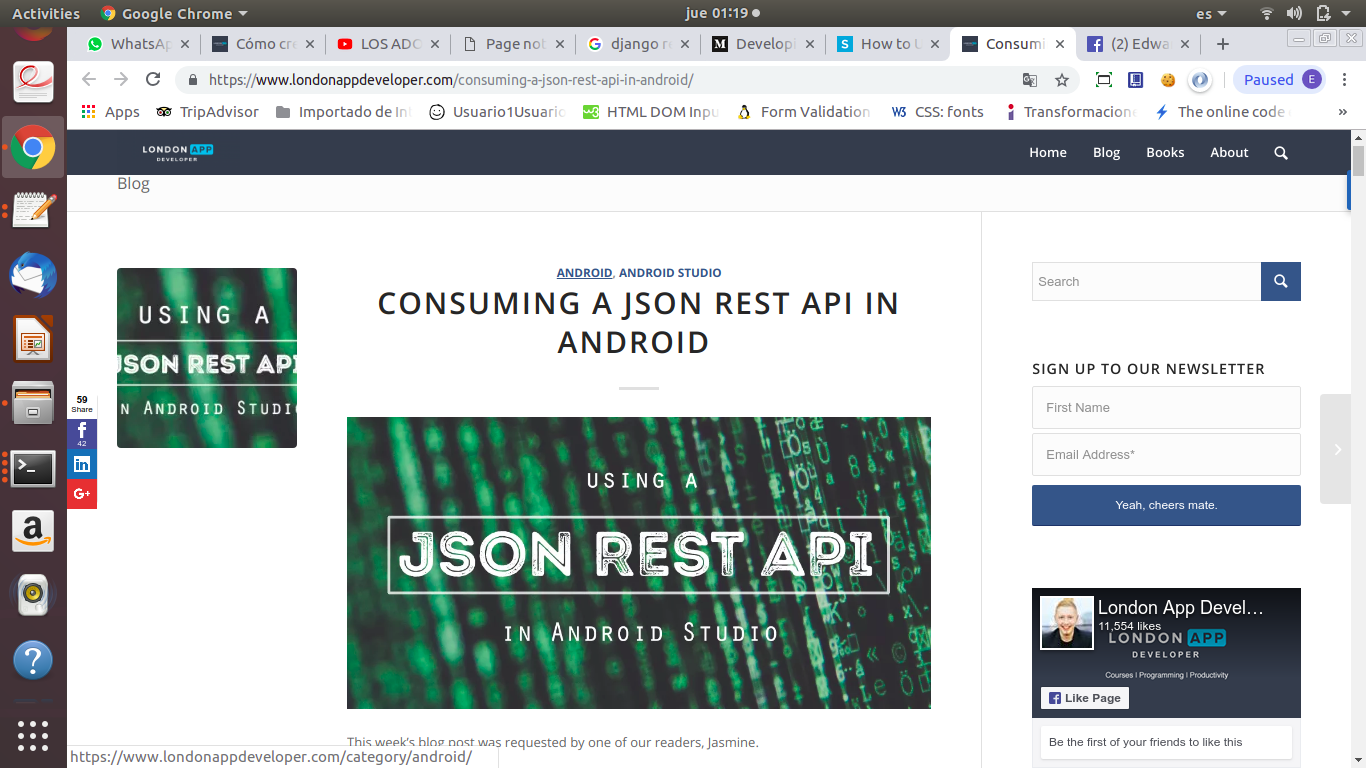 Activities
Google Chrome
jue 01:19
es
WhatsAp
Cómo cre
LOS ADO
Page not
django re
Develop
How to U
Consumi
(2) Edwa
https://www.londonappdeveloper.com/consuming-a-json-rest-api-in-android/
Paused
E
Apps
TripAdvisor
Importado de In
Usuario1Usuario
HTML DOM Inpu
Form Validation
CSS: fonts
Transformacione
The online code
»
LONDON APP
DEVELOPER
Home
Blog
Books
About
Blog
USING A
JSON REST API
IN ANDROID STUDIO
59
Share
42
G+
ANDROID, ANDROID STUDIO
CONSUMING A JSON REST API IN
ANDROID
USING A
JSON REST API
IN ANDROID STUDIO
This week's blog post was requested by one of our readers, Jasmine.
Search
SIGN UP TO OUR NEWSLETTER
First Name
Email Address*
Yeah, cheers mate.
London App Devel…
11,554 likes
LONDON APP
DEVELOPER
Courses | Programming | Productivity
Like Page
Be the first of your friends to like this
https://www.londonappdeveloper.com/category/android/